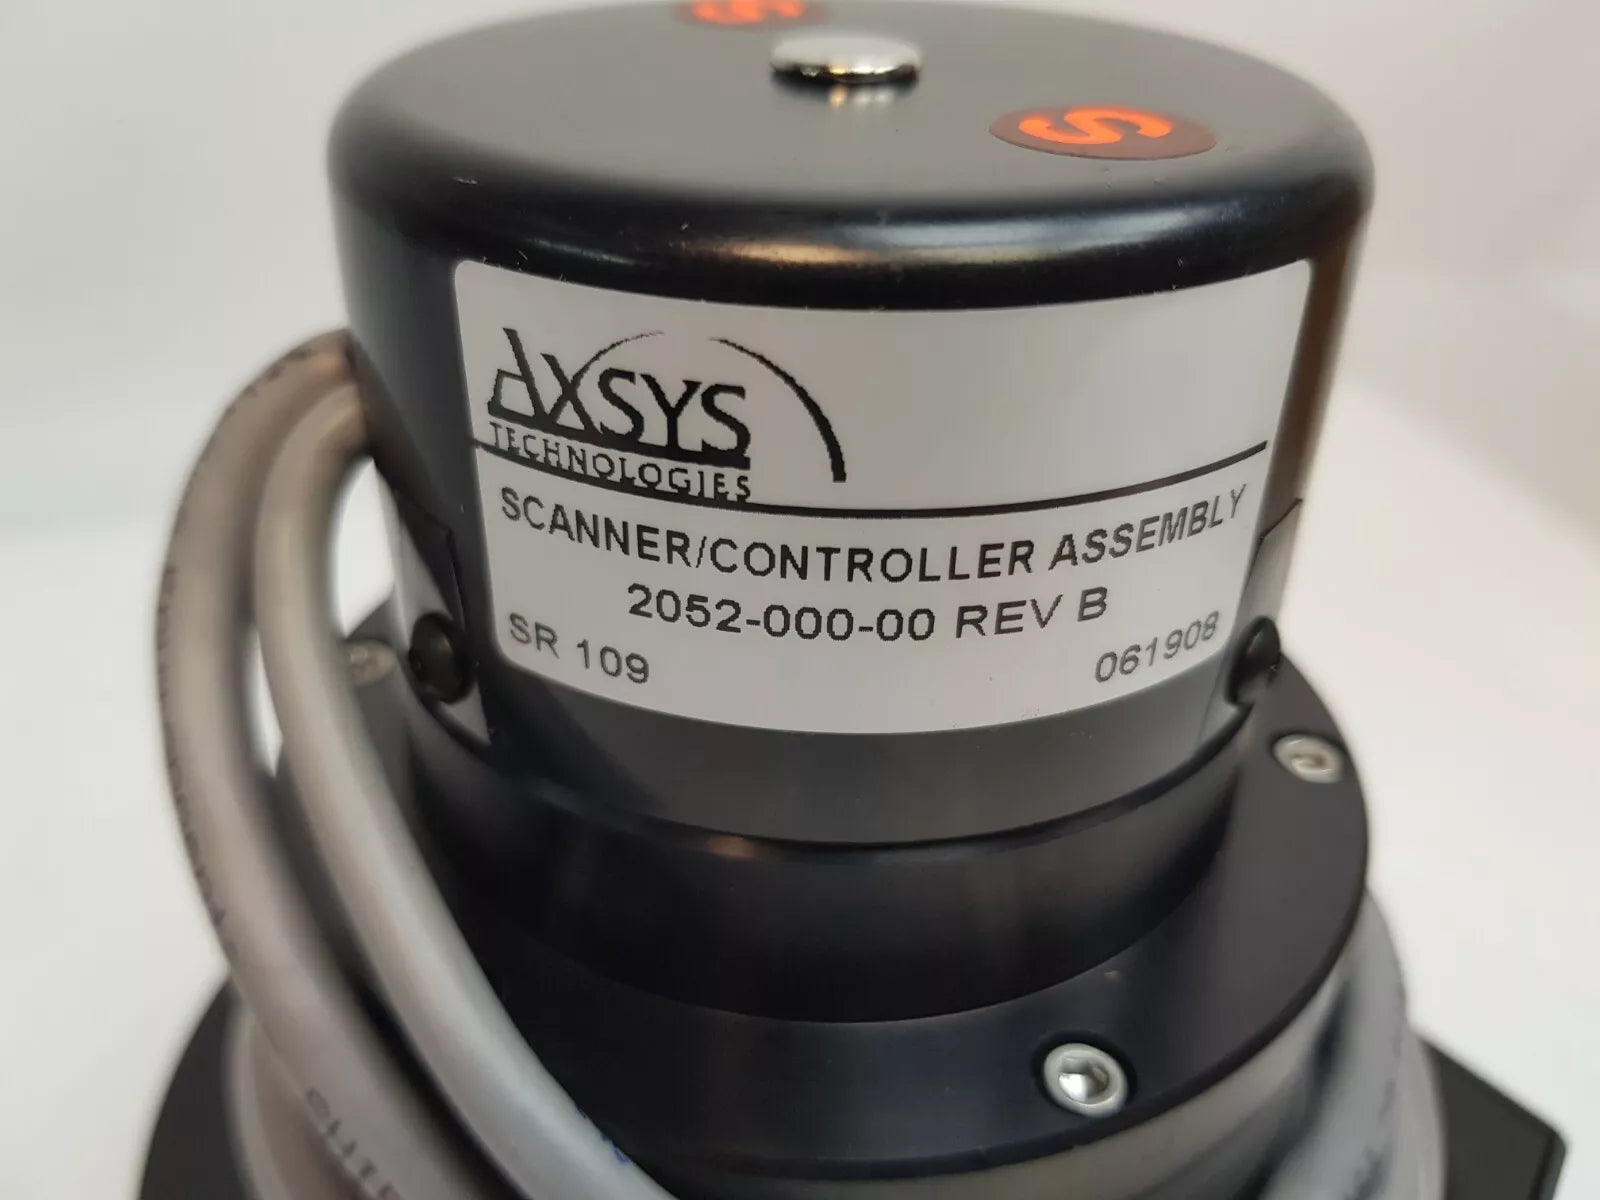 S
S
AXSYS
TECHNOLOGIES
SCANNER/CONTROLLER ASSEMBLY
2052-000-00 REV B
SR 109
061908